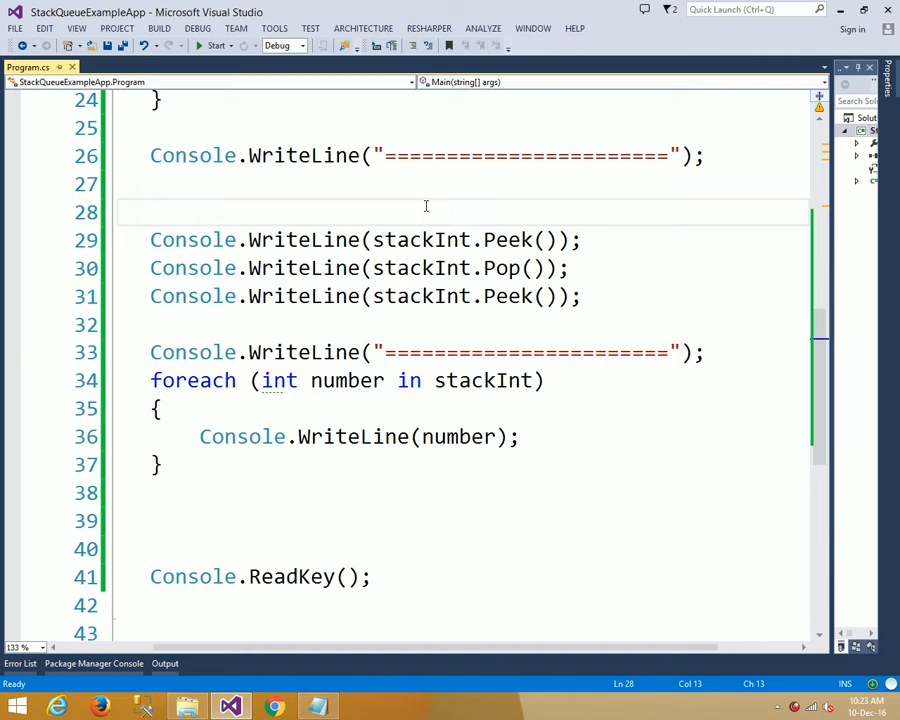 StackQueueExampleApp - Microsoft Visual Studio
2
Quick Launch (Ctrl+Q)
FILE EDIT VIEW PROJECT BUILD DEBUG TEAM TOOLS TEST ARCHITECTURE RESHARPER ANALYZE WINDOW HELP
Sign in
Start Debug
Program.cs
Properties
StackQueueExampleApp.Program Main(string[] args)
Search Solu
Solut
24 }
25
26 Console.WriteLine("=======================");
27
28
29 Console.WriteLine(stackInt.Peek());
30 Console.WriteLine(stackInt.Pop());
31 Console.WriteLine(stackInt.Peek());
32
33 Console.WriteLine("=======================");
34 foreach (int number in stackInt)
35 {
36 Console.WriteLine(number);
37 }
38
39
40
41 Console.ReadKey();
42
43
133 %
Error List Package Manager Console Output
Ready Ln 28 Col 13 Ch 13 INS
10:23 AM
10-Dec-16